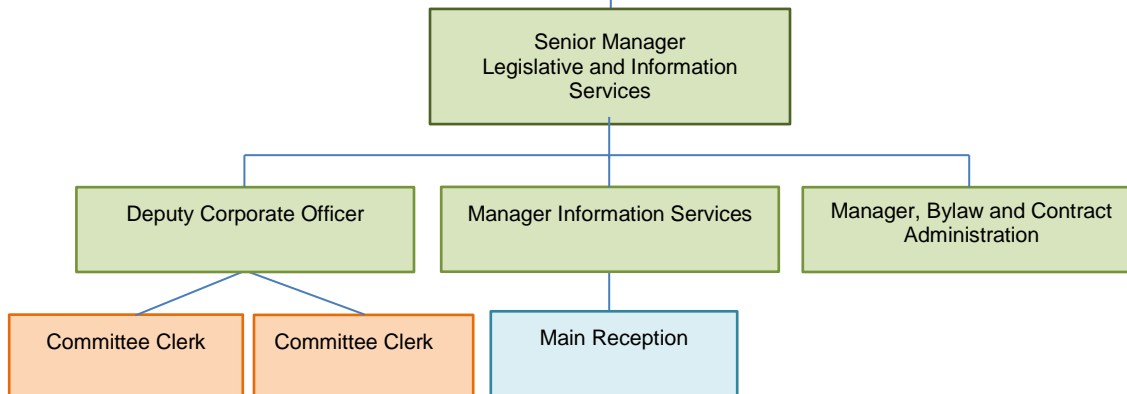 Senior Manager
Legislative and Information
Services
Deputy Corporate Officer
Manager Information Services
Manager, Bylaw and Contract
Administration
Committee Clerk
Committee Clerk
Main Reception